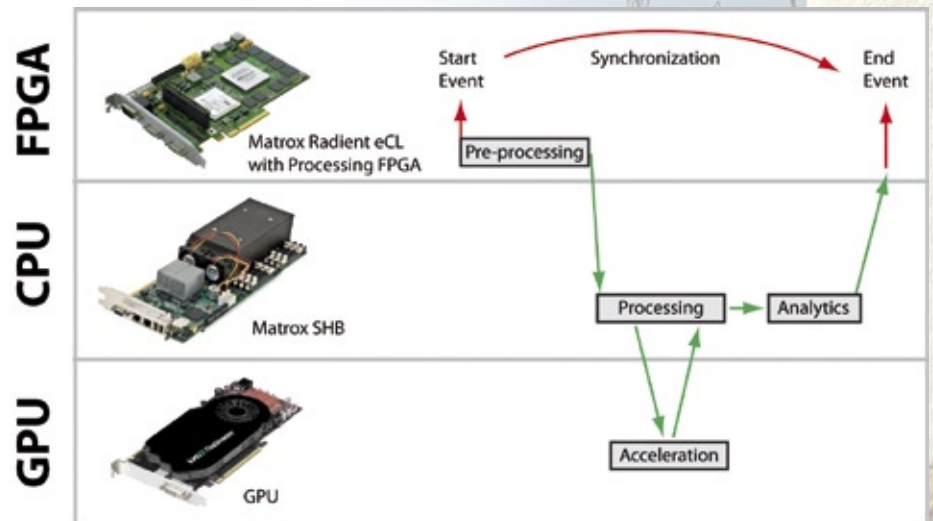 FPGA
Matrox Radient eCL
with Processing FPGA
Start
Event
Synchronization
End
Event
Pre-processing
CPU
Matrox SHB
Processing
Analytics
GPU
GPU
Acceleration